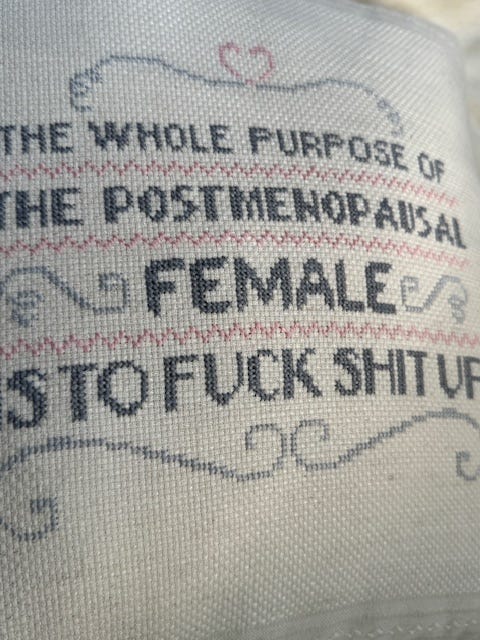 THE WHOLE PURPOSE OF
THE POSTMENOPAUSAL
FEMALE
IS TO FUCK SHIT UP